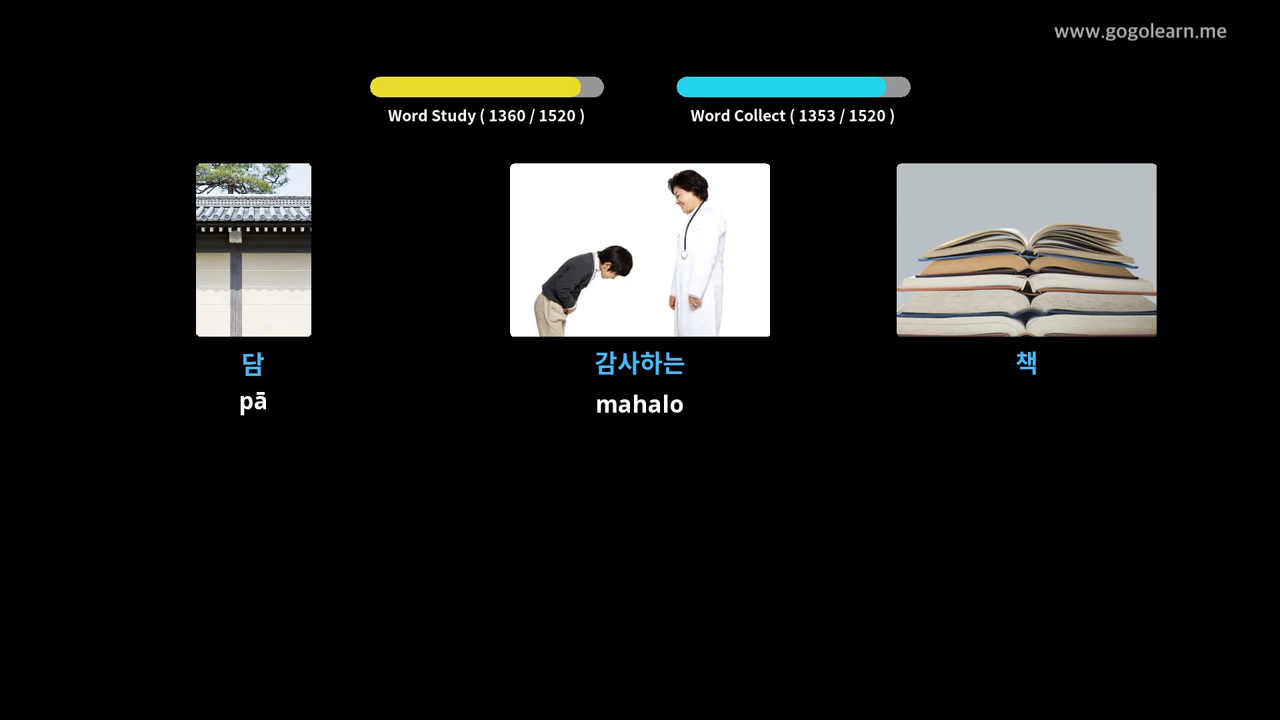 www.gogolearn.me
Word Study ( 1360 / 1520 )
Word Collect ( 1353 / 1520 )
담
감사하는
책
pā
mahalo